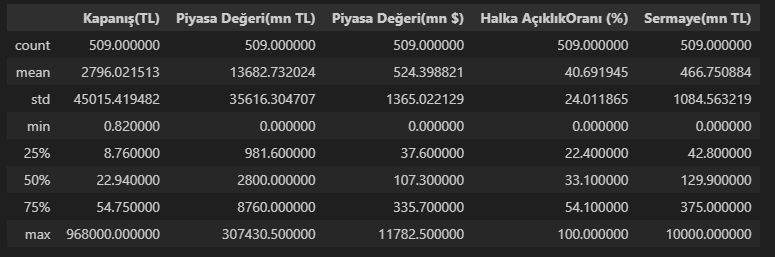 Kapanış(TL) Piyasa Değeri(mn TL) Piyasa Değeri(mn $) Halka AçıklıkOranı (%) Sermaye(mn TL)
count 509.000000 509.000000 509.000000 509.000000 509.000000
mean 2796.021513 13682.732024 524.398821 40.691945 466.750884
std 45015.419482 35616.304707 1365.022129 24.011865 1084.563219
min 0.820000 0.000000 0.000000 0.000000 0.000000
25% 8.760000 981.600000 37.600000 22.400000 42.800000
50% 22.940000 2800.000000 107.300000 33.100000 129.900000
75% 54.750000 8760.000000 335.700000 54.100000 375.000000
max 968000.000000 307430.500000 11782.500000 100.000000 10000.000000